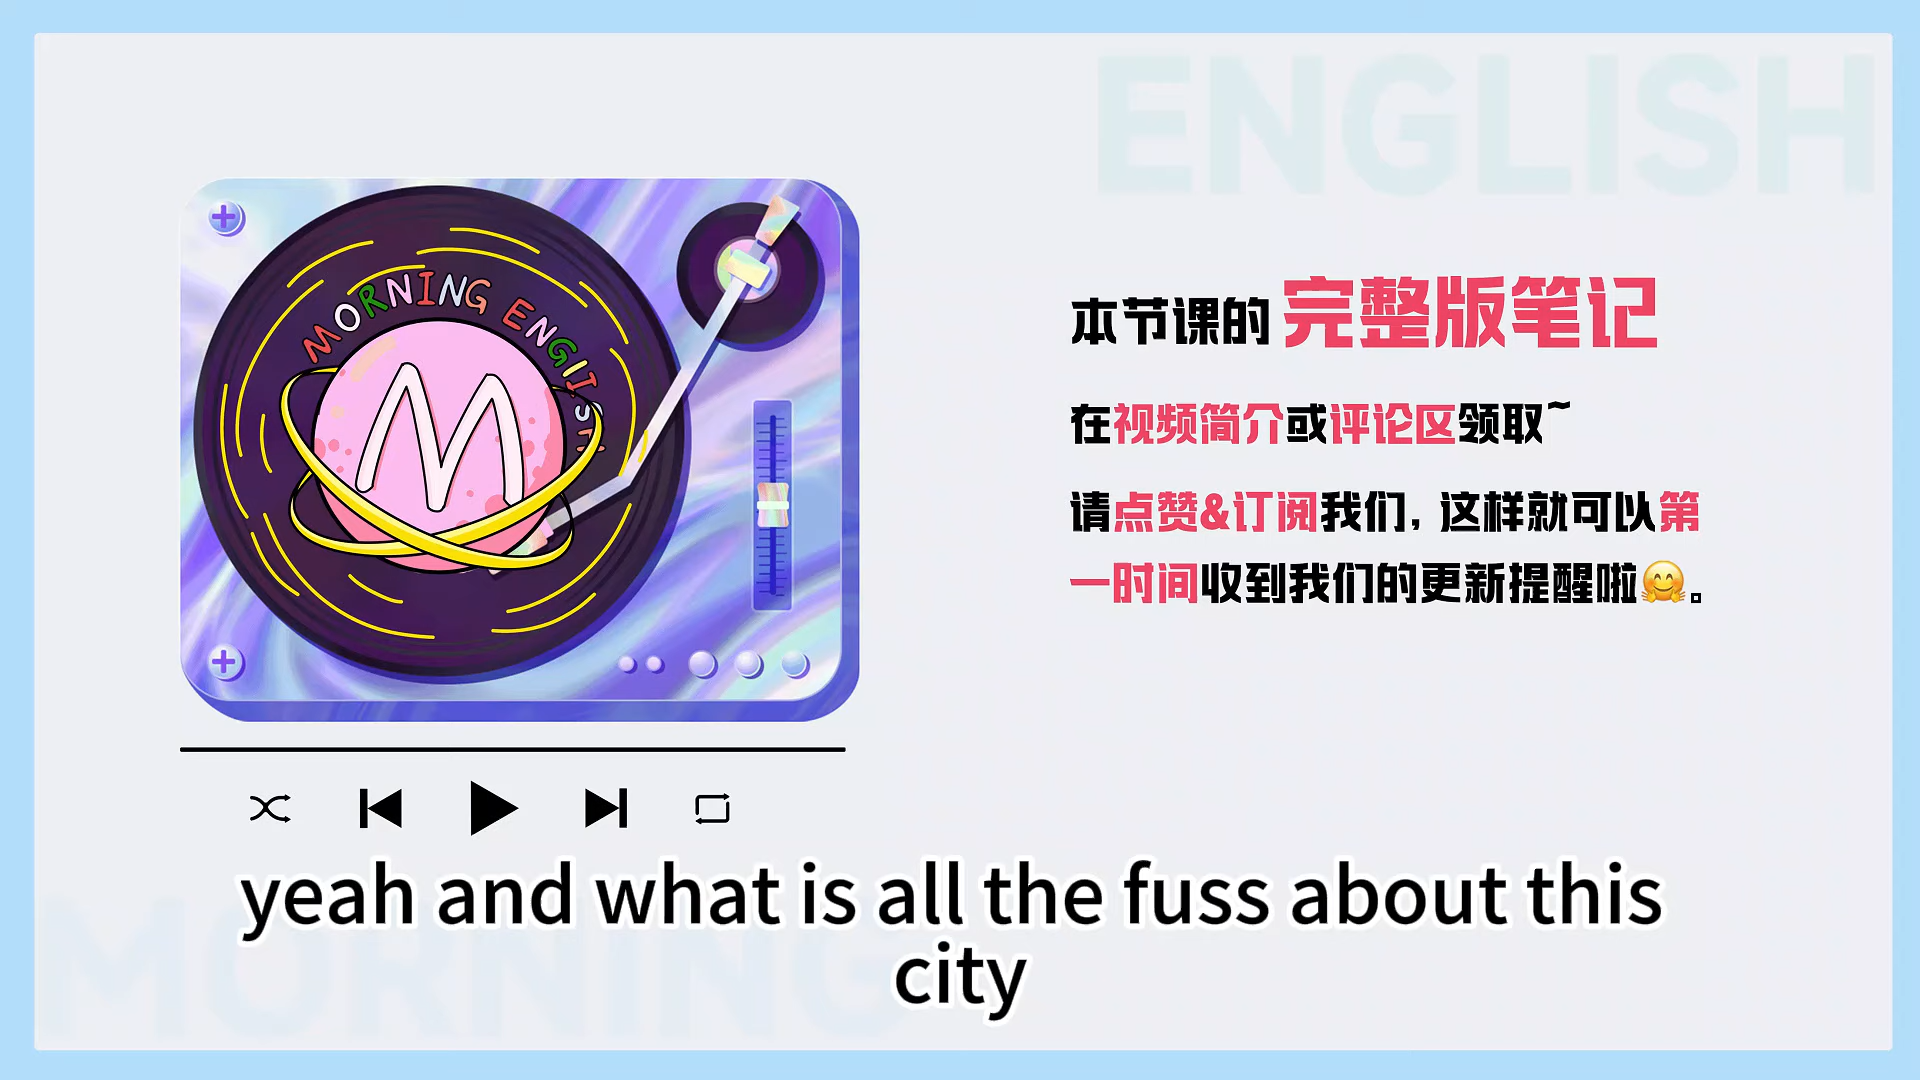 ENGLISH
MORNING ENGLISH
M
本节课的完整版笔记
在视频简介或评论区领取~
请点赞&订阅我们，这样就可以第
一时间收到我们的更新提醒啦🤗。
MORNING
yeah and what is all the fuss about this
city